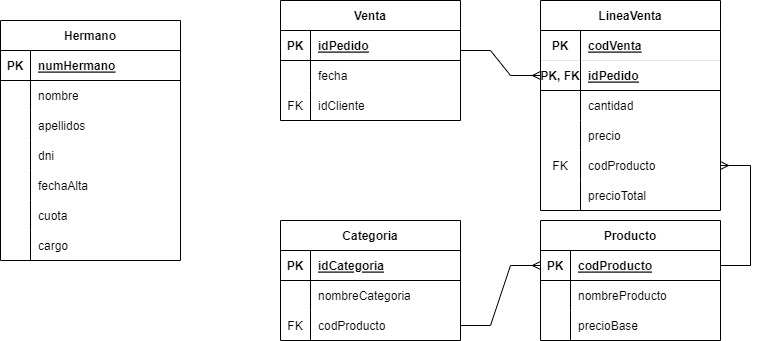 Hermano
PK numHermano
nombre
apellidos
dni
fechaAlta
cuota
cargo
Venta
PK idPedido
fecha
FK idCliente
LineaVenta
PK codVenta
PK, FK idPedido
cantidad
precio
FK codProducto
precioTotal
Categoria
PK idCategoria
nombreCategoria
FK codProducto
Producto
PK codProducto
nombreProducto
precioBase